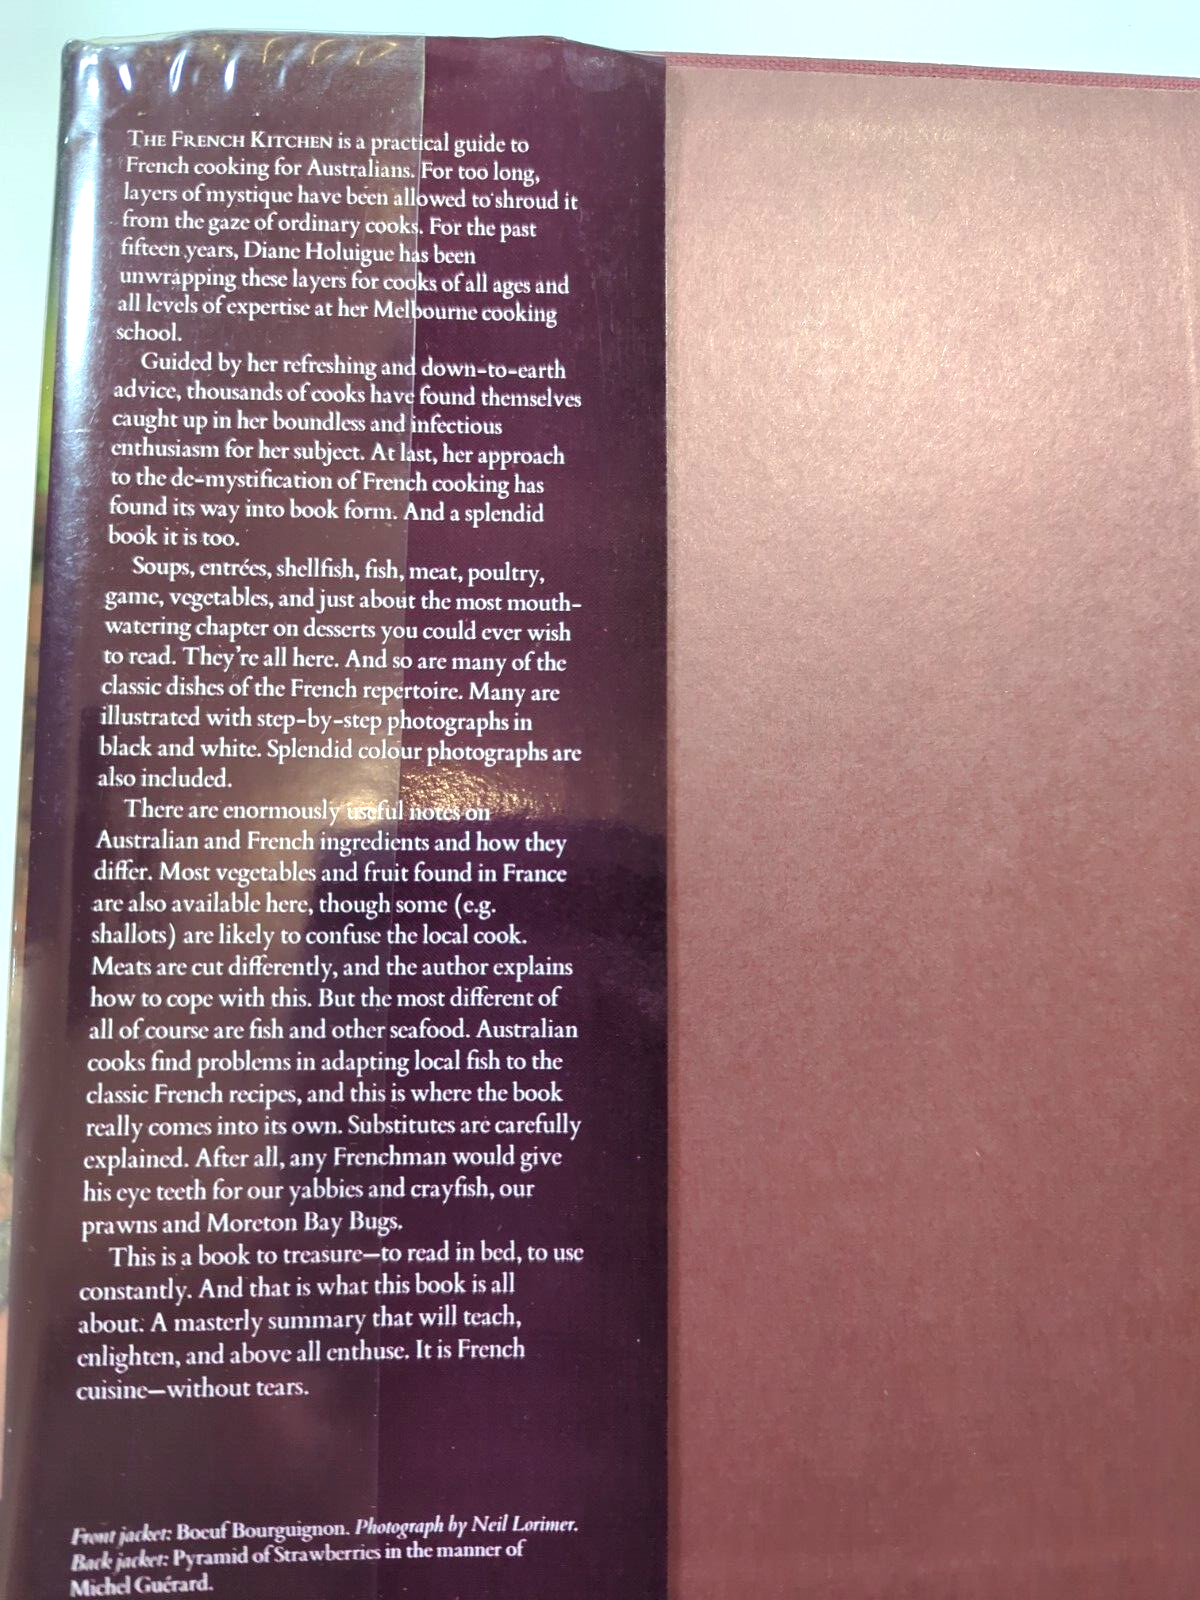 THE FRENCH KITCHEN is a practical guide to
French cooking for Australians. For too long,
layers of mystique have been allowed to shroud it
from the gaze of ordinary cooks. For the past
fifteen years, Diane Holuigue has been
unwrapping these layers for cooks of all ages and
all levels of expertise at her Melbourne cooking
school.
Guided by her refreshing and down-to-earth
advice, thousands of cooks have found themselves
caught up in her boundless and infectious
enthusiasm for her subject. At last, her approach
to the de-mystification of French cooking has
found its way into book form. And a splendid
book it is too.
Soups, entrées, shellfish, fish, meat, poultry,
game, vegetables, and just about the most mouth-
watering chapter on desserts you could ever wish
to read. They're all here. And so are many of the
classic dishes of the French repertoire. Many are
illustrated with step-by-step photographs in
black and white. Splendid colour photographs are
also included.
There are enormously useful notes on
Australian and French ingredients and how they
differ. Most vegetables and fruit found in France
are also available here, though some (e.g.
shallots) are likely to confuse the local cook.
Meats are cut differently, and the author explains
how to cope with this. But the most different of
all of course are fish and other seafood. Australian
cooks find problems in adapting local fish to the
classic French recipes, and this is where the book
really comes into its own. Substitutes are carefully
explained. After all, any Frenchman would give
his eye teeth for our yabbies and crayfish, our
prawns and Moreton Bay Bugs.
This is a book to treasure—to read in bed, to use
constantly. And that is what this book is all
about. A masterly summary that will teach,
enlighten, and above all enthuse. It is French
cuisine—without tears.
Front jacket: Boeuf Bourguignon. Photograph by Neil Lorimer.
Back jacket: Pyramid of Strawberries in the manner of
Michel Guérard.